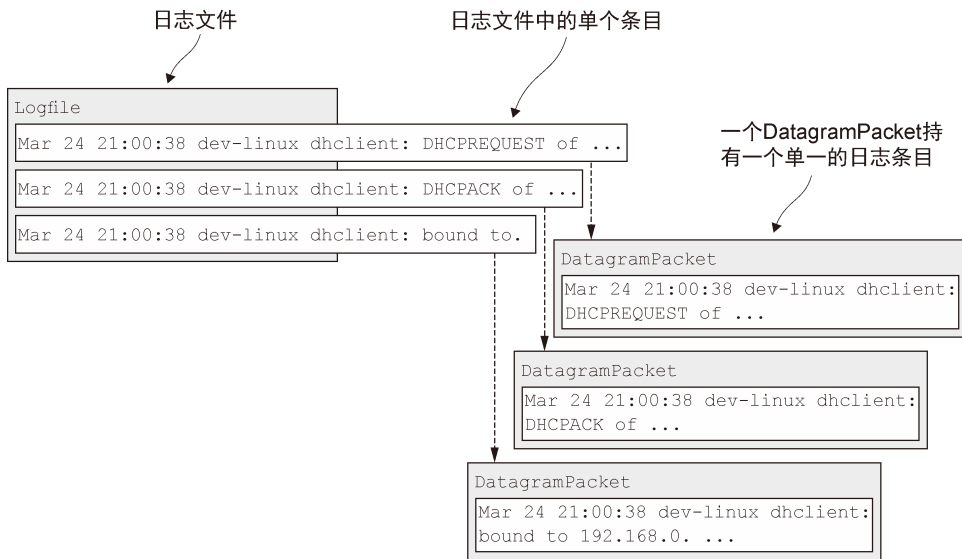 日志文件
日志文件中的单个条目
Logfile
Mar 24 21:00:38 dev-linux dhclient: DHCPREQUEST of ...
Mar 24 21:00:38 dev-linux dhclient: DHCPACK of ...
Mar 24 21:00:38 dev-linux dhclient: bound to.
一个DatagramPacket持
有一个单一的日志条目
DatagramPacket
Mar 24 21:00:38 dev-linux dhclient:
DHCPREQUEST of ...
DatagramPacket
Mar 24 21:00:38 dev-linux dhclient:
DHCPACK of ...
DatagramPacket
Mar 24 21:00:38 dev-linux dhclient:
bound to 192.168.0. ...